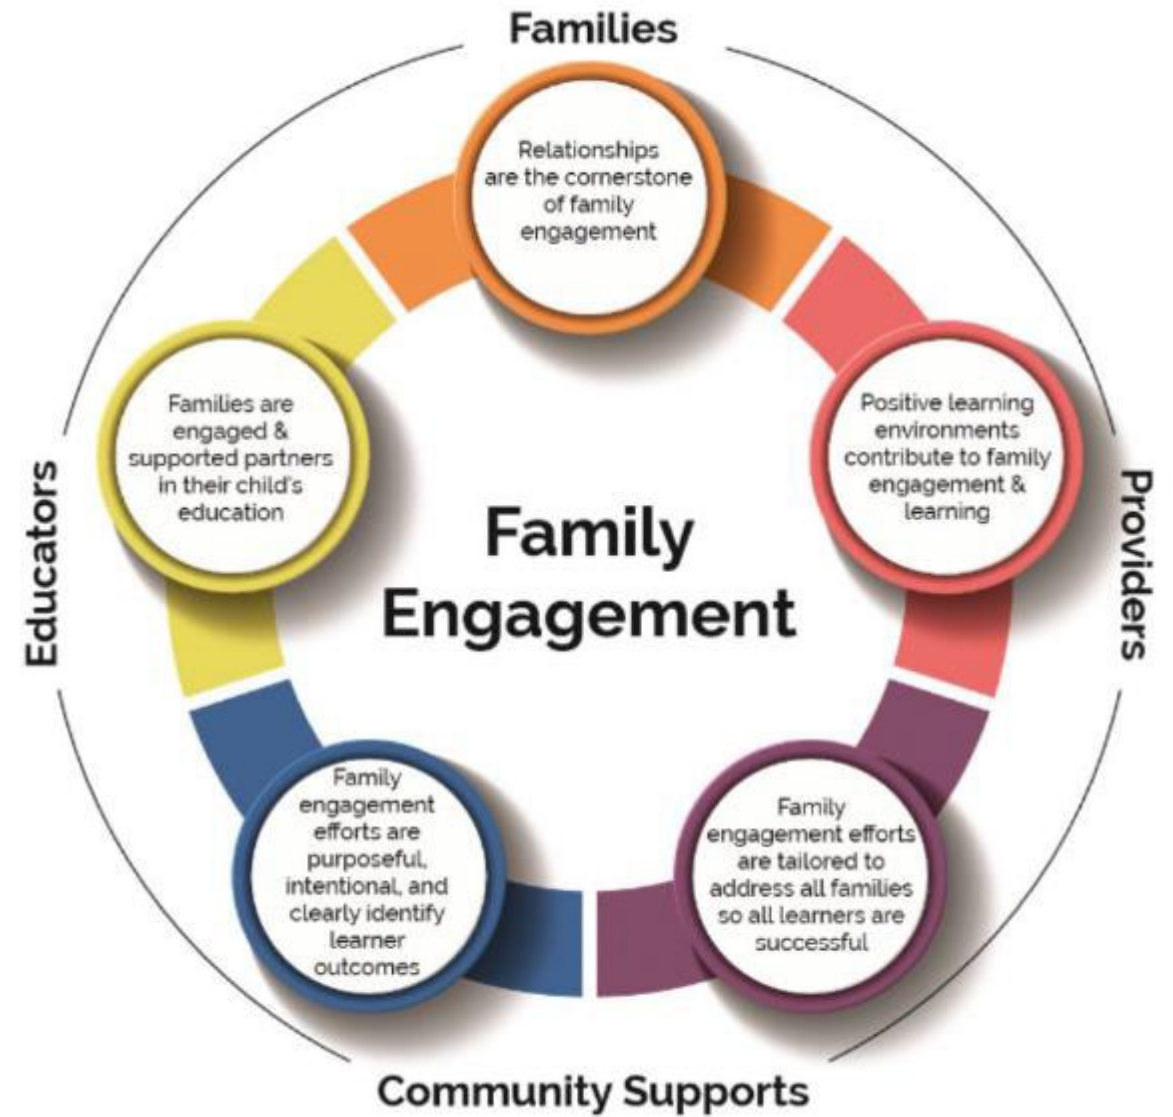 Families
Relationships
are the cornerstone
of family
engagement
Positive learning
environments
contribute to family
engagement &
learning
Providers
Family
engagement efforts
are tailored to
address all families
so all learners are
successful
Community Supports
Family
engagement
efforts are
purposeful,
intentional, and
clearly identify
learner
outcomes
Educators
Families are
engaged &
supported partners
in their child's
education
Family
Engagement